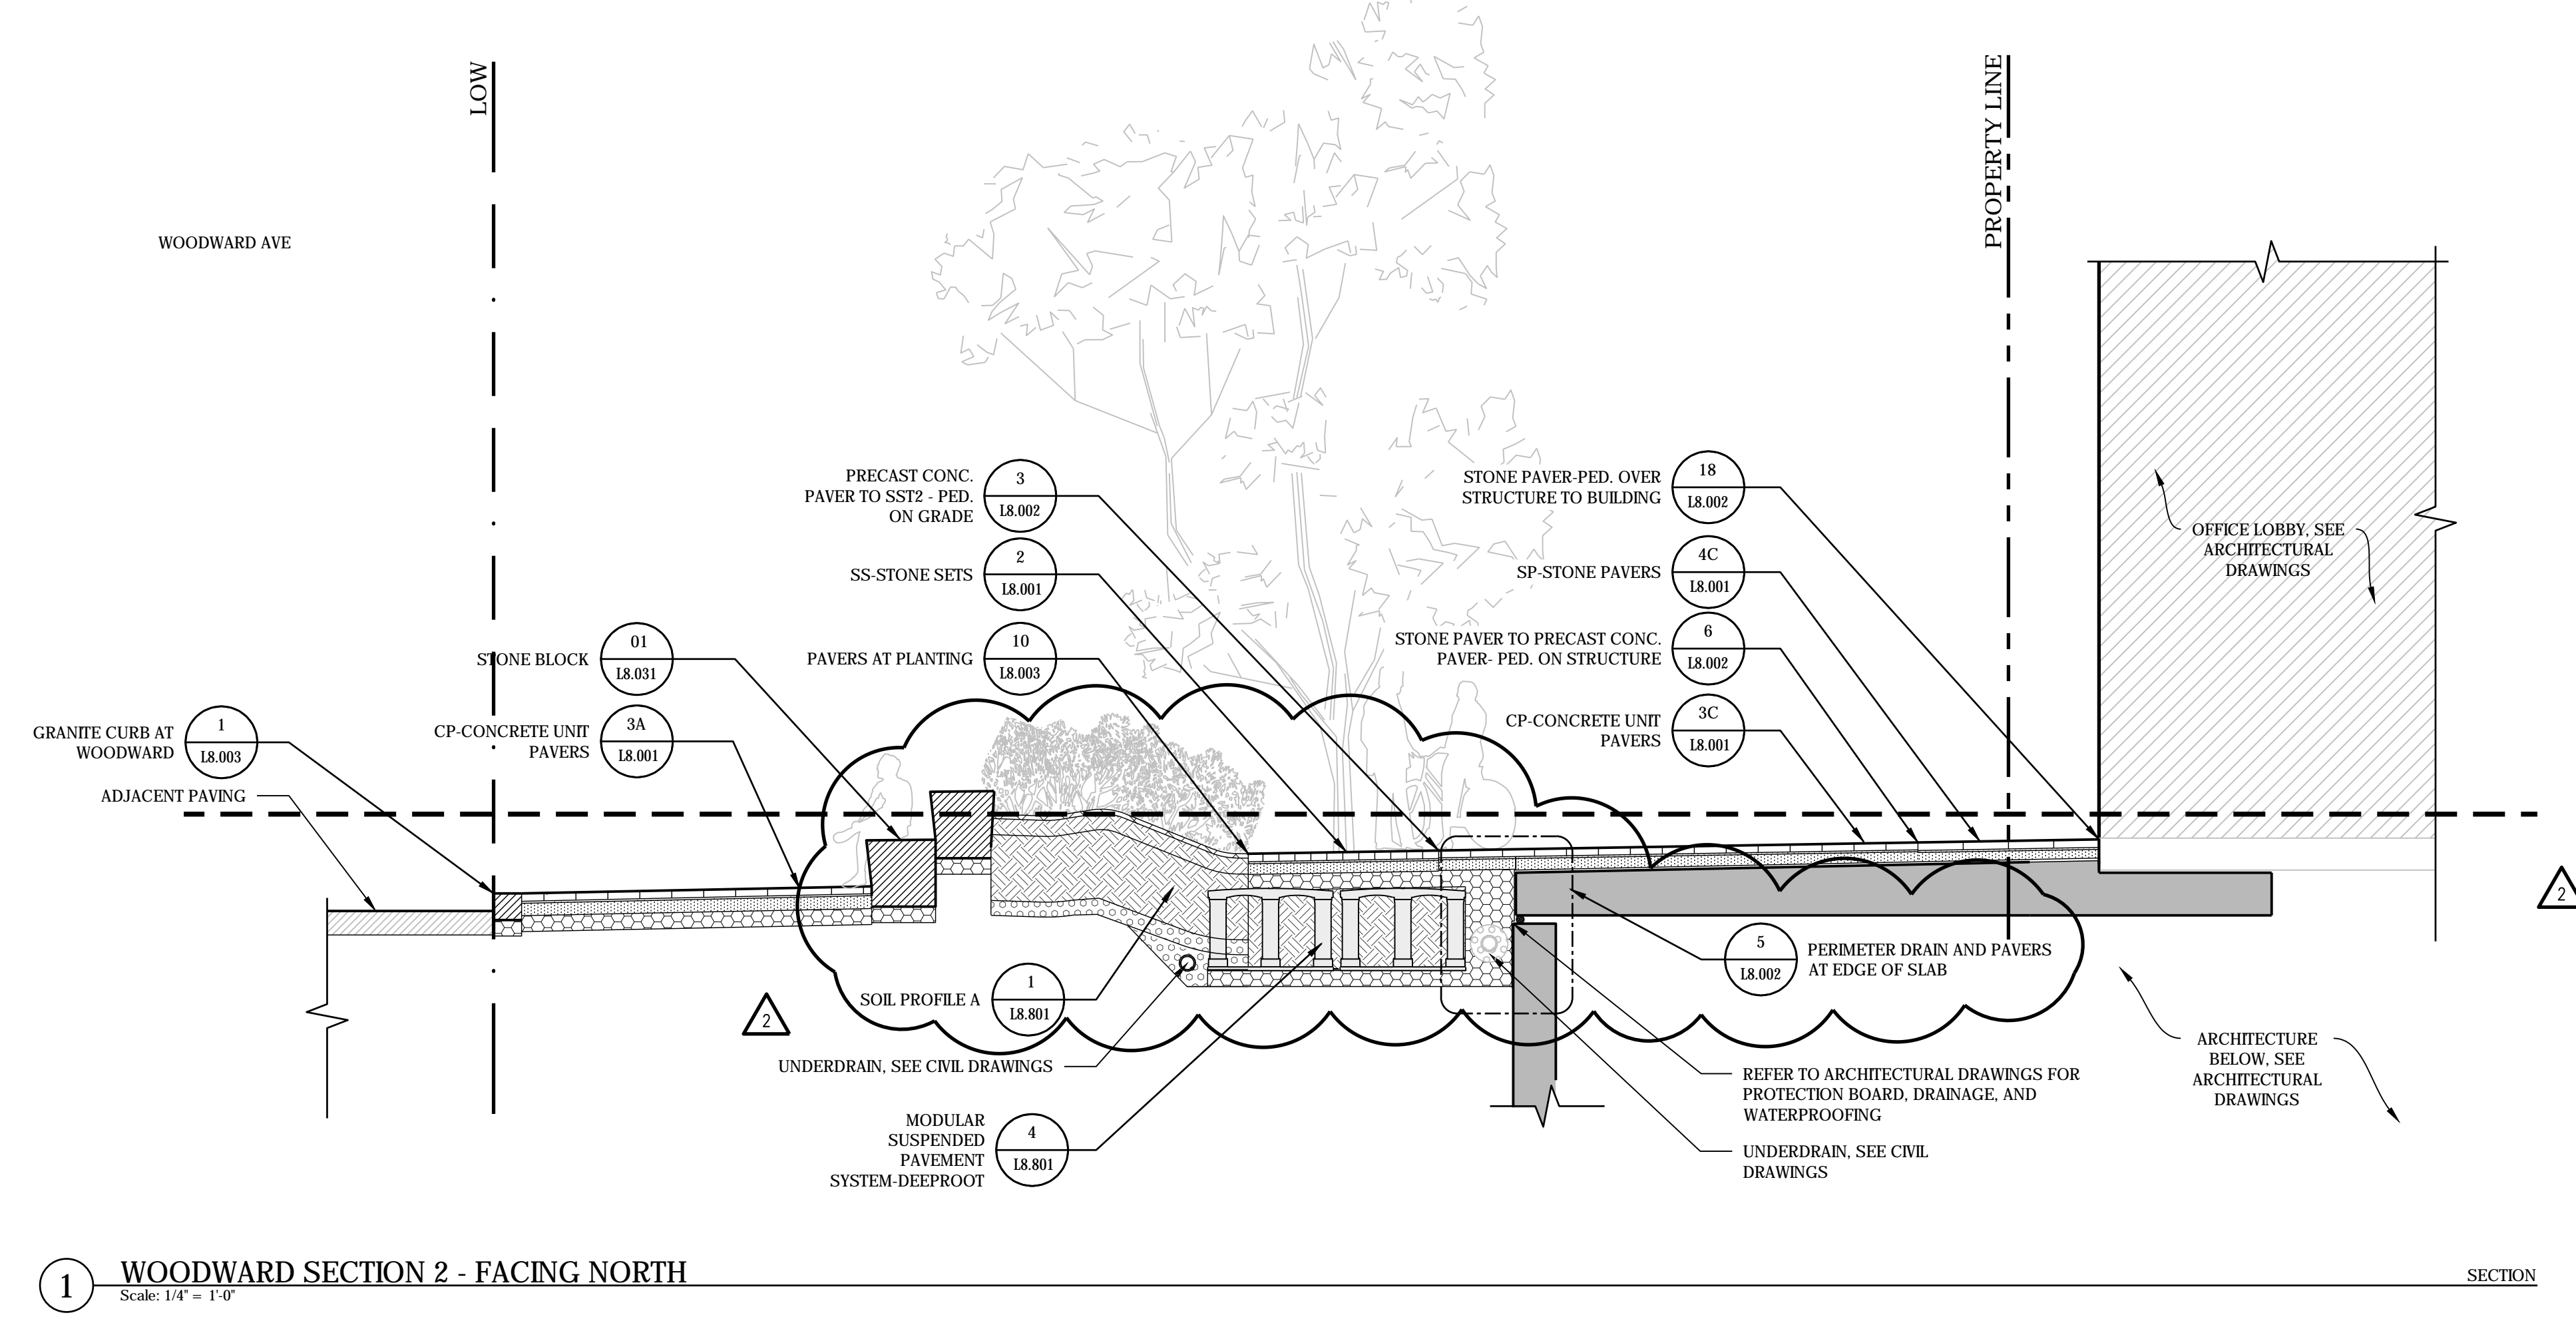 LOW
PROPERTY LINE
WOODWARD AVE
PRECAST CONC.
PAVER TO SST2 - PED.
ON GRADE
3
L8.002
SS-STONE SETS
2
L8.001
PAVERS AT PLANTING
10
L8.003
STONE BLOCK
01
L8.031
CP-CONCRETE UNIT
PAVERS
3A
L8.001
GRANITE CURB AT
WOODWARD
1
L8.003
ADJACENT PAVING
STONE PAVER-PED. OVER
STRUCTURE TO BUILDING
18
L8.002
SP-STONE PAVERS
4C
L8.001
STONE PAVER TO PRECAST CONC.
PAVER- PED. ON STRUCTURE
6
L8.002
CP-CONCRETE UNIT
PAVERS
3C
L8.001
OFFICE LOBBY, SEE
ARCHITECTURAL
DRAWINGS
2
5
L8.002
PERIMETER DRAIN AND PAVERS
AT EDGE OF SLAB
SOIL PROFILE A
1
L8.801
2
UNDERDRAIN, SEE CIVIL DRAWINGS
MODULAR
SUSPENDED
PAVEMENT
SYSTEM-DEEPROOT
4
L8.801
REFER TO ARCHITECTURAL DRAWINGS FOR
PROTECTION BOARD, DRAINAGE, AND
WATERPROOFING
UNDERDRAIN, SEE CIVIL
DRAWINGS
ARCHITECTURE
BELOW, SEE
ARCHITECTURAL
DRAWINGS
1
WOODWARD SECTION 2 - FACING NORTH
Scale: 1/4" = 1'-0"
SECTION